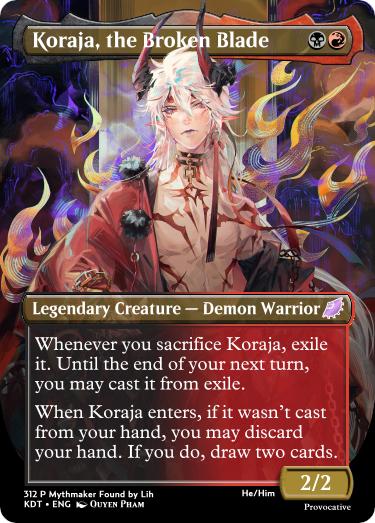 Koraja, the Broken Blade
Legendary Creature — Demon Warrior
Whenever you sacrifice Koraja, exile
it. Until the end of your next turn,
you may cast it from exile.
When Koraja enters, if it wasn't cast
from your hand, you may discard
your hand. If you do, draw two cards.
2/2
312 P Mythmaker Found by Lih
He/Him
KDT • ENG Ouyen Pham
Provocative